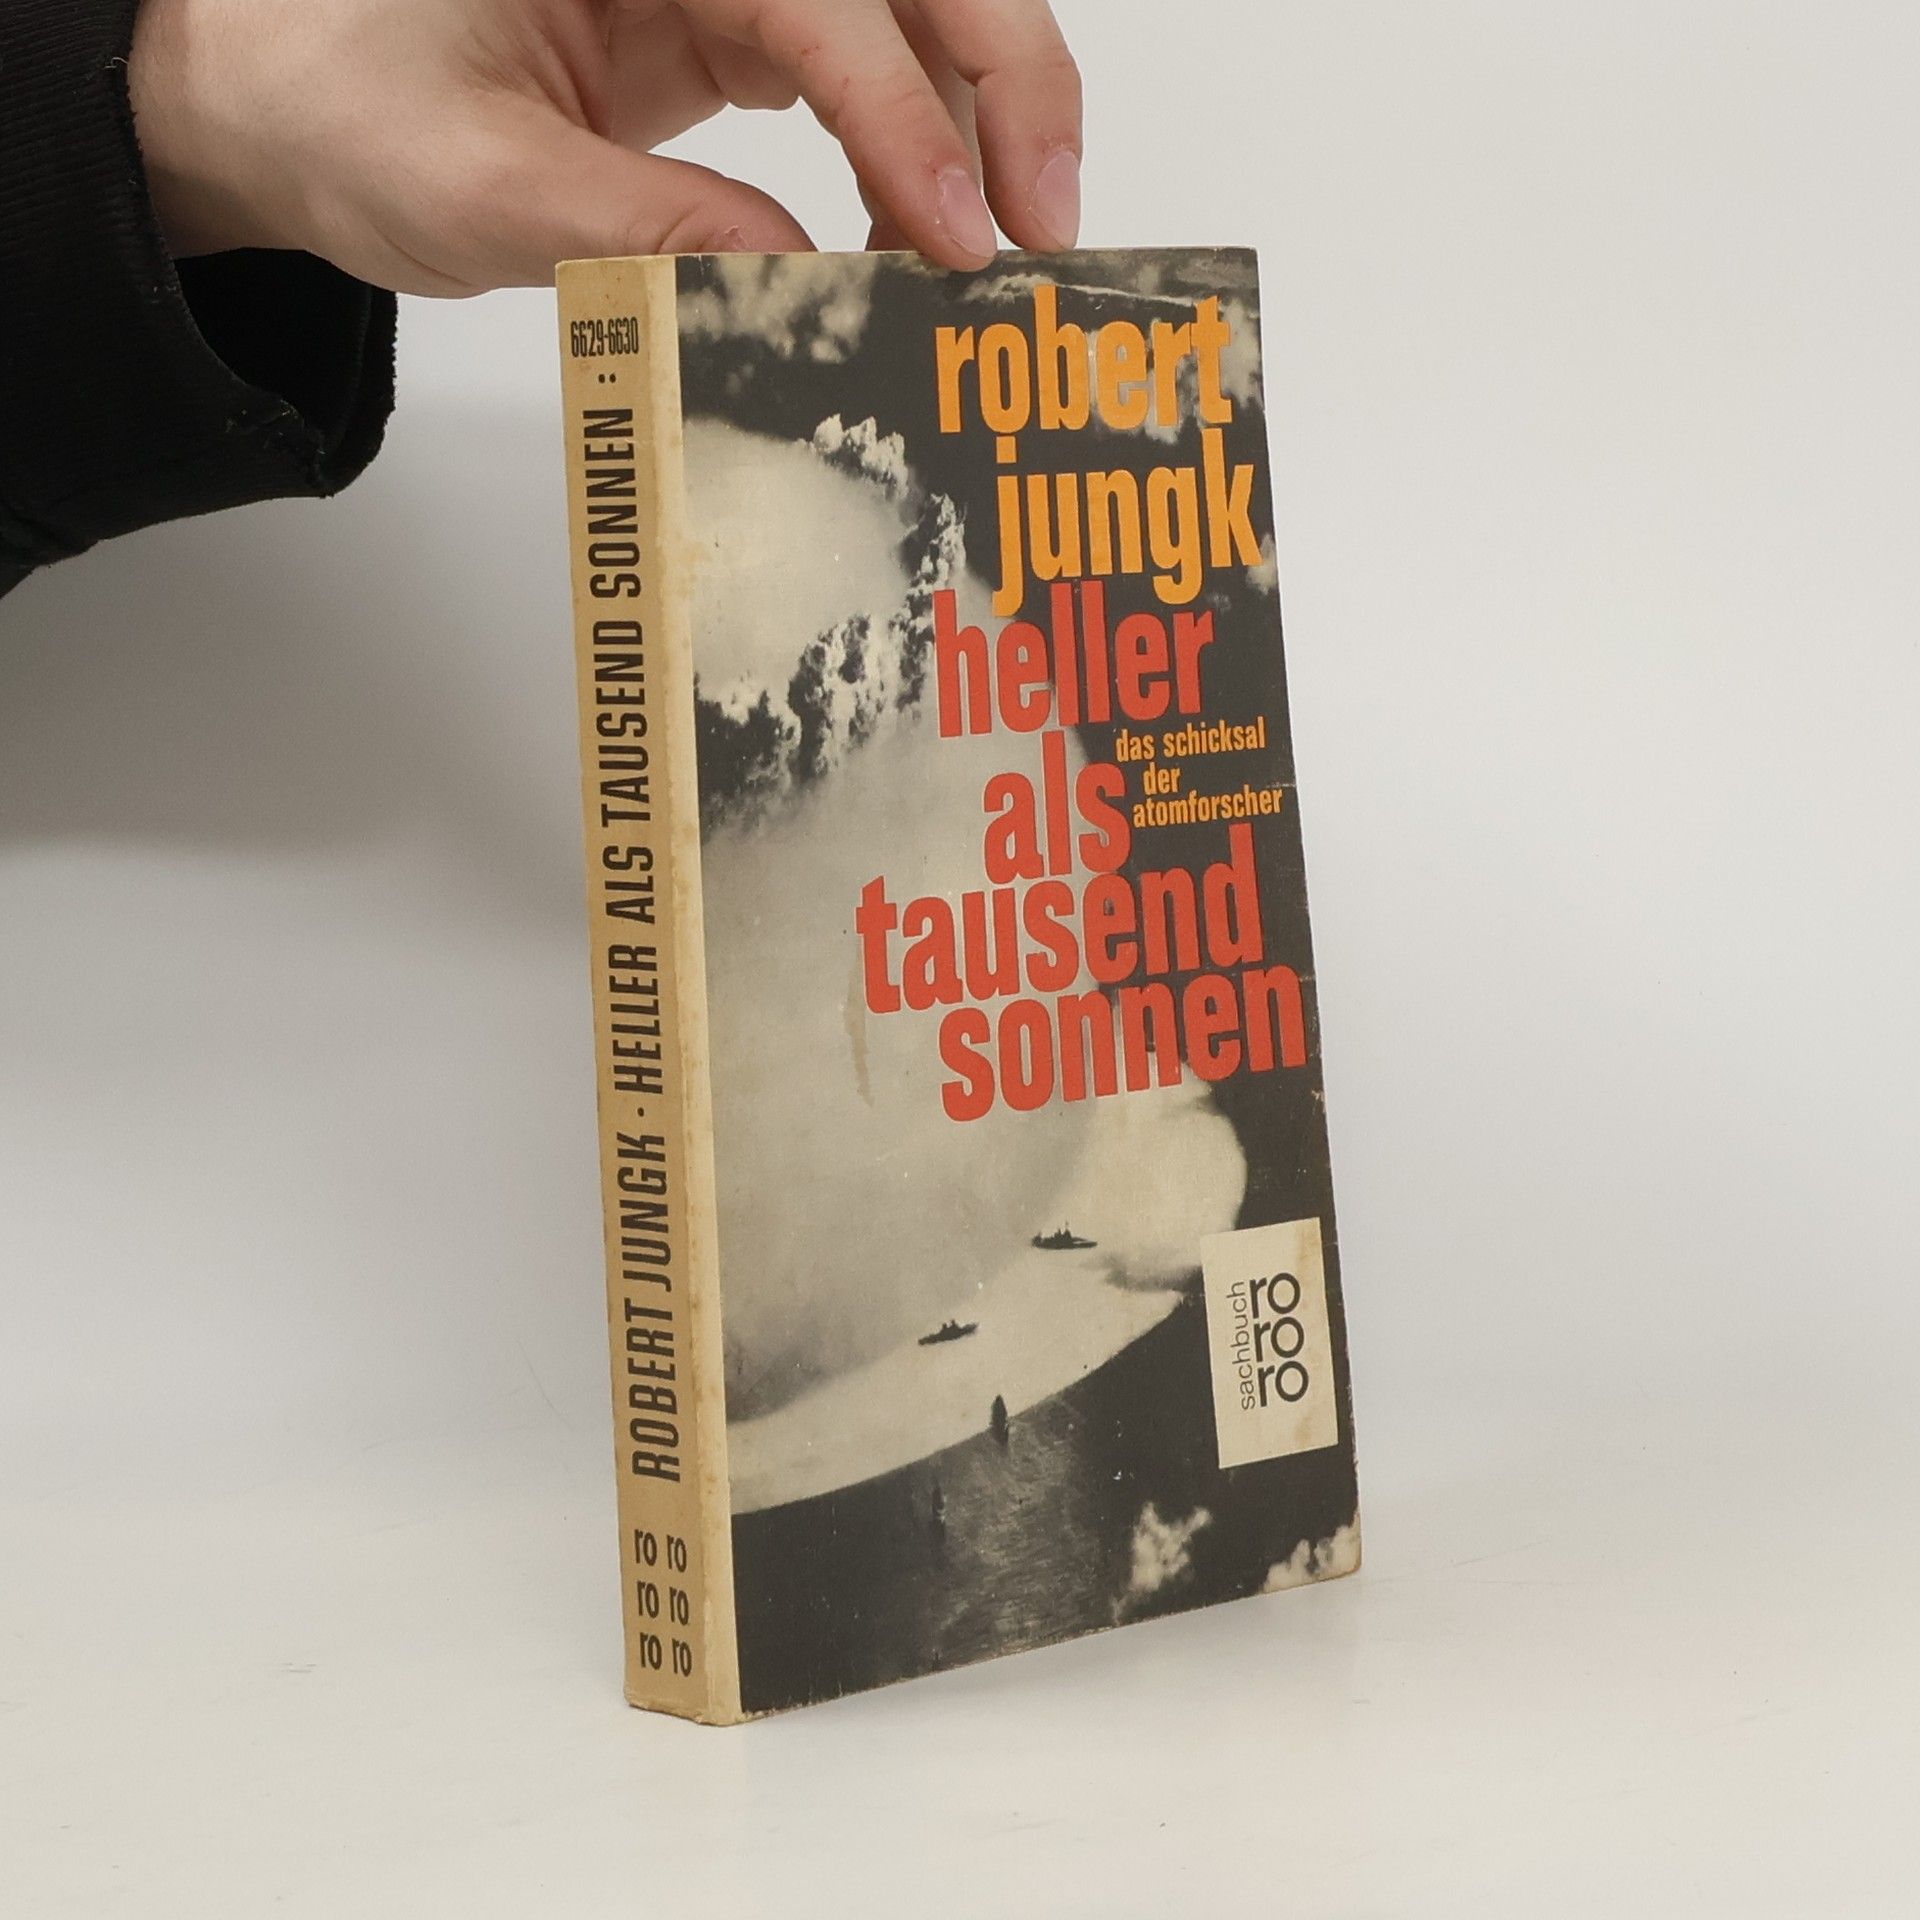 6629-6630
ROBERT JUNGK · HELLER ALS TAUSEND SONNEN :
ro ro
ro ro
ro ro
robert
jungk
heller
das schicksal
der
atomforscher
als
tausend
sonnen
sachbuch
ro
ro
ro